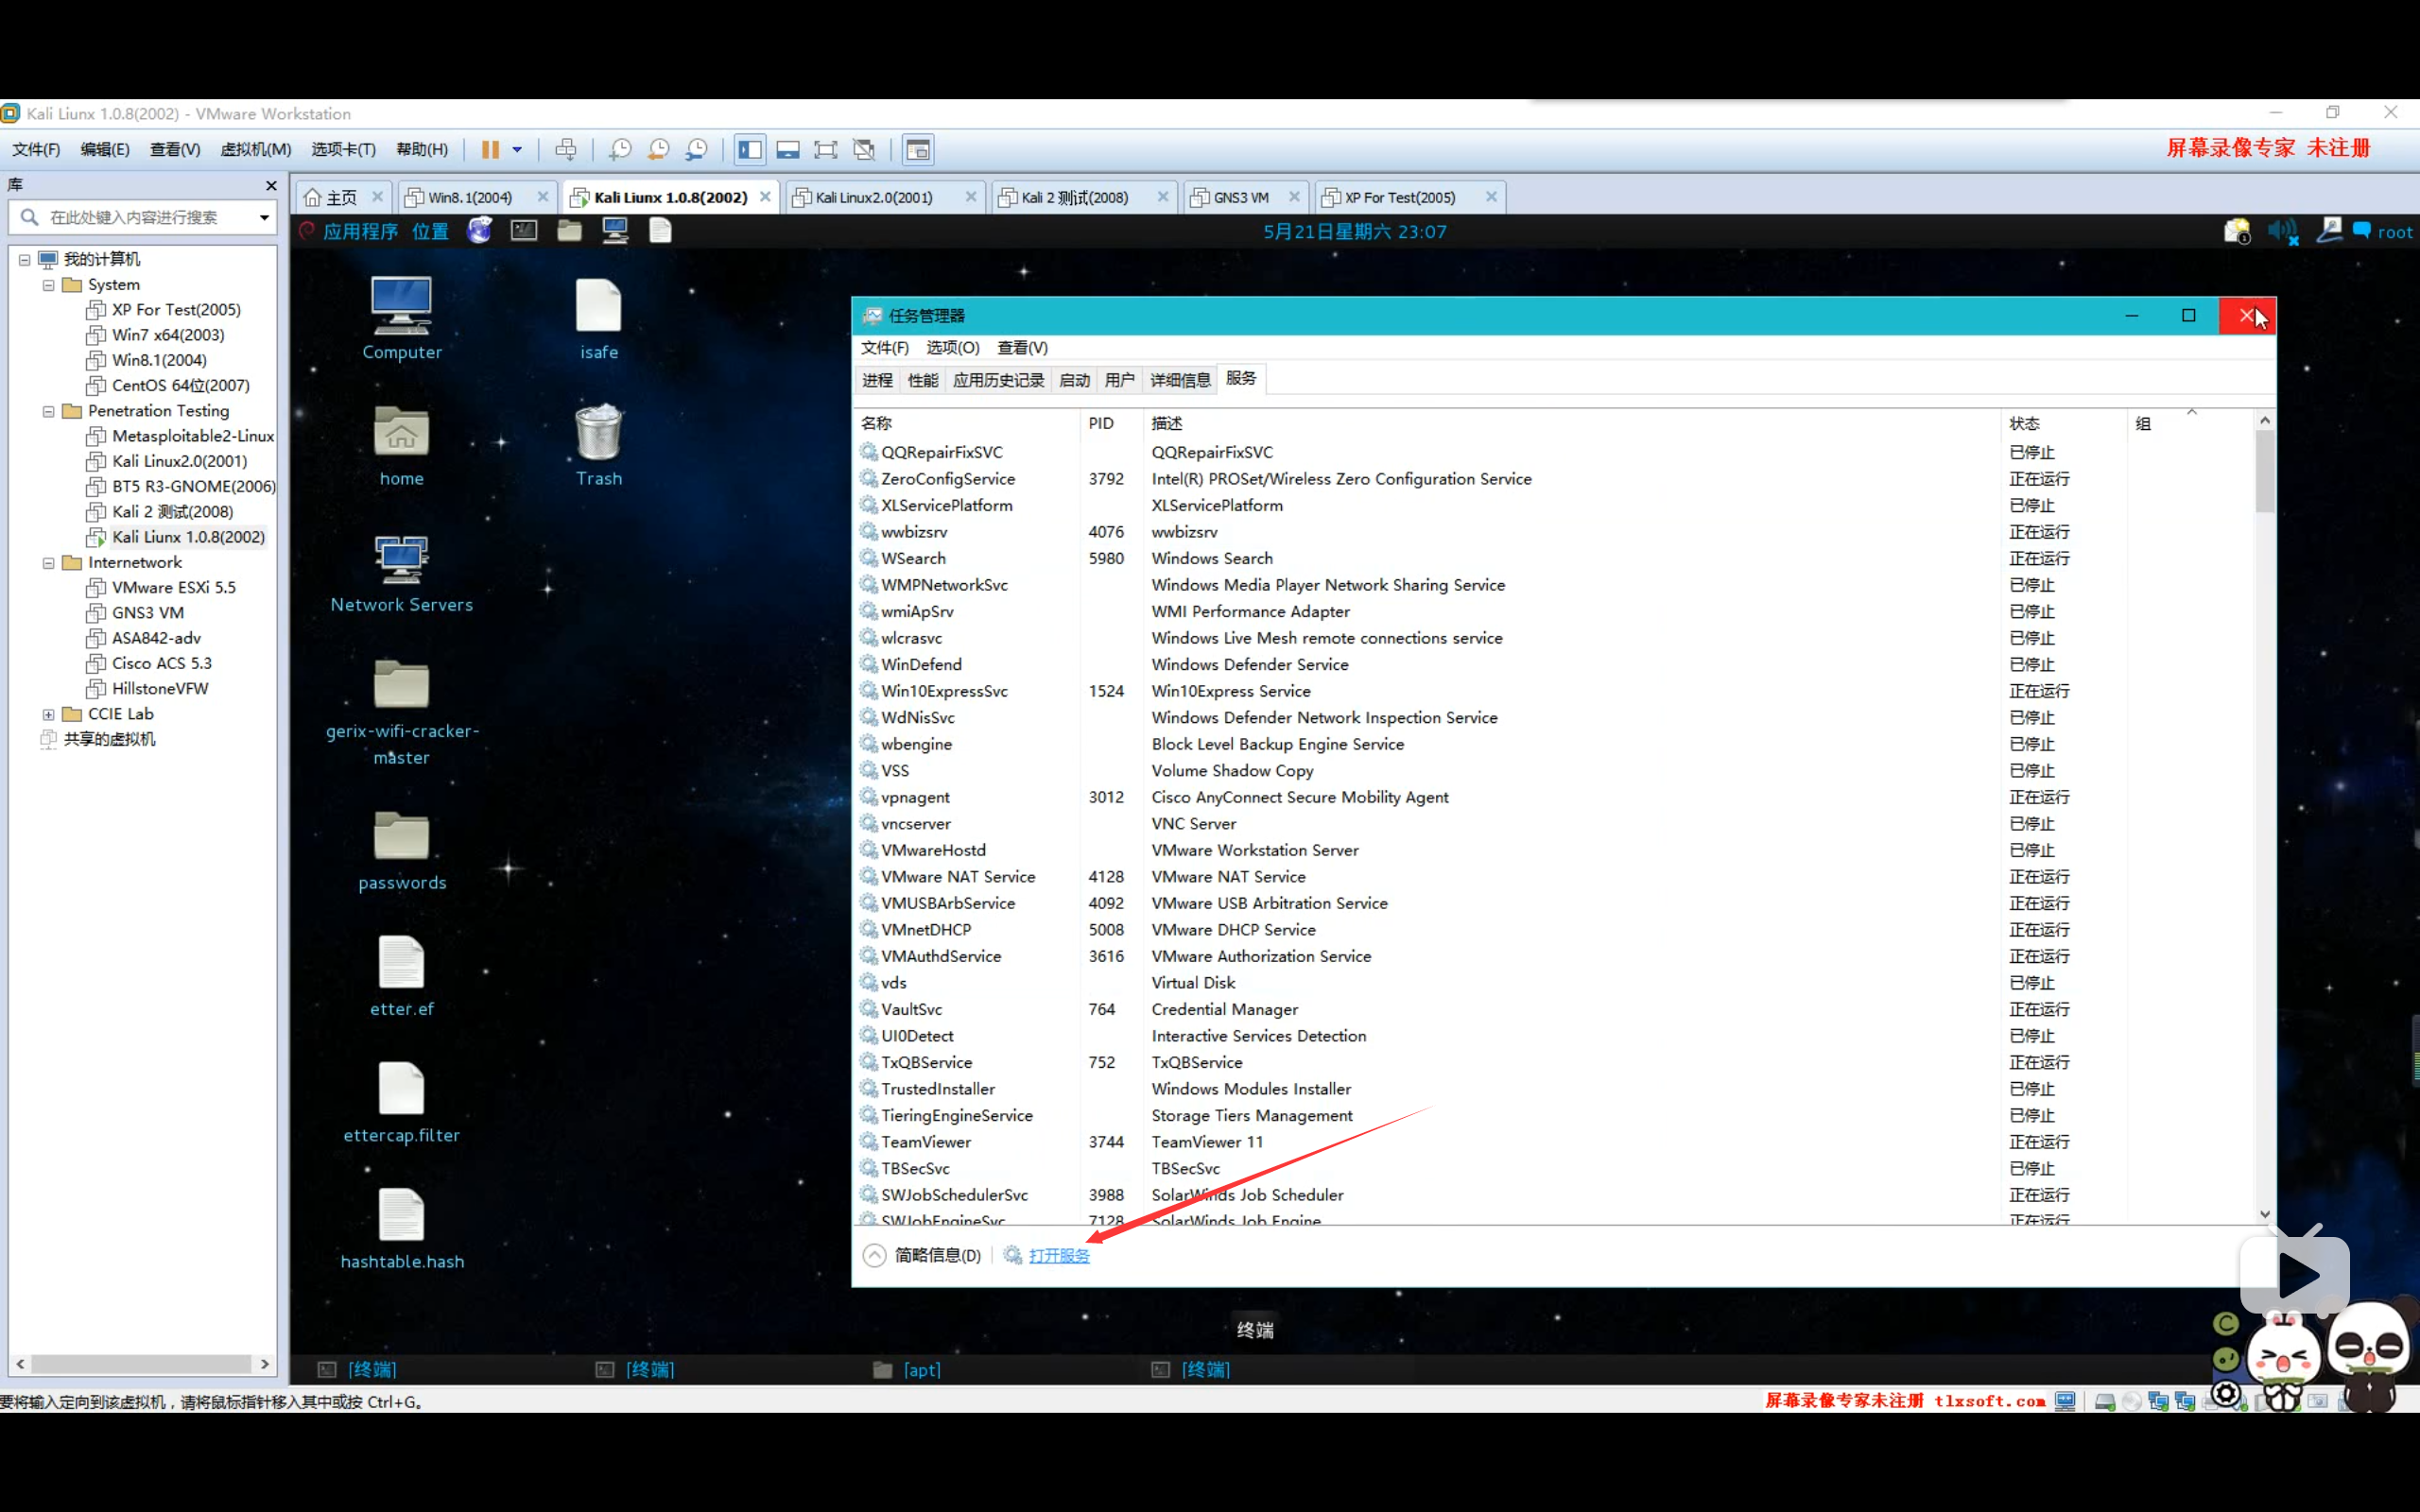 Kali Liunx 1.0.8(2002) - VMware Workstation
文件(F) 编辑(E) 查看(V) 虚拟机(M) 选项卡(T) 帮助(H)
屏幕录像专家 未注册
库
在此处键入内容进行搜索
我的计算机
System
XP For Test(2005)
Win7 x64(2003)
Win8.1(2004)
CentOS 64位(2007)
Penetration Testing
Metasploitable2-Linux
Kali Linux2.0(2001)
BT5 R3-GNOME(2006)
Kali 2 测试(2008)
Kali Liunx 1.0.8(2002)
Internetwork
VMware ESXi 5.5
GNS3 VM
ASA842-adv
Cisco ACS 5.3
HillstoneVFW
CCIE Lab
共享的虚拟机
主页 Win8.1(2004) Kali Liunx 1.0.8(2002) Kali Linux2.0(2001) Kali 2 测试(2008) GNS3 VM XP For Test(2005)
应用程序 位置 5月21日星期六 23:07 root
Computer
isafe
home
Trash
Network Servers
gerix-wifi-cracker-
master
passwords
etter.ef
ettercap.filter
hashtable.hash
任务管理器
文件(F) 选项(O) 查看(V)
进程 性能 应用历史记录 启动 用户 详细信息 服务
名称 PID 描述 状态 组
QQRepairFixSVC QQRepairFixSVC 已停止
ZeroConfigService 3792 Intel(R) PROSet/Wireless Zero Configuration Service 正在运行
XLServicePlatform XLServicePlatform 已停止
wwbizsrv 4076 wwbizsrv 正在运行
WSearch 5980 Windows Search 正在运行
WMPNetworkSvc Windows Media Player Network Sharing Service 已停止
wmiApSrv WMI Performance Adapter 已停止
wlcrasvc Windows Live Mesh remote connections service 已停止
WinDefend Windows Defender Service 已停止
Win10ExpressSvc 1524 Win10Express Service 正在运行
WdNisSvc Windows Defender Network Inspection Service 已停止
wbengine Block Level Backup Engine Service 已停止
VSS Volume Shadow Copy 已停止
vpnagent 3012 Cisco AnyConnect Secure Mobility Agent 正在运行
vncserver VNC Server 已停止
VMwareHostd VMware Workstation Server 已停止
VMware NAT Service 4128 VMware NAT Service 正在运行
VMUSBArbService 4092 VMware USB Arbitration Service 正在运行
VMnetDHCP 5008 VMware DHCP Service 正在运行
VMAuthdService 3616 VMware Authorization Service 正在运行
vds Virtual Disk 已停止
VaultSvc 764 Credential Manager 正在运行
UI0Detect Interactive Services Detection 已停止
TxQBService 752 TxQBService 正在运行
TrustedInstaller Windows Modules Installer 已停止
TieringEngineService Storage Tiers Management 已停止
TeamViewer 3744 TeamViewer 11 正在运行
TBSecSvc TBSecSvc 已停止
SWJobSchedulerSvc 3988 SolarWinds Job Scheduler 正在运行
SWJobEngineSvc 7128 SolarWinds Job Engine 正在运行
简略信息(D) 打开服务
终端
[终端] [终端] [apt] [终端]
要将输入定向到该虚拟机，请将鼠标指针移入其中或按 Ctrl+G。
屏幕录像专家未注册 tlxsoft.com